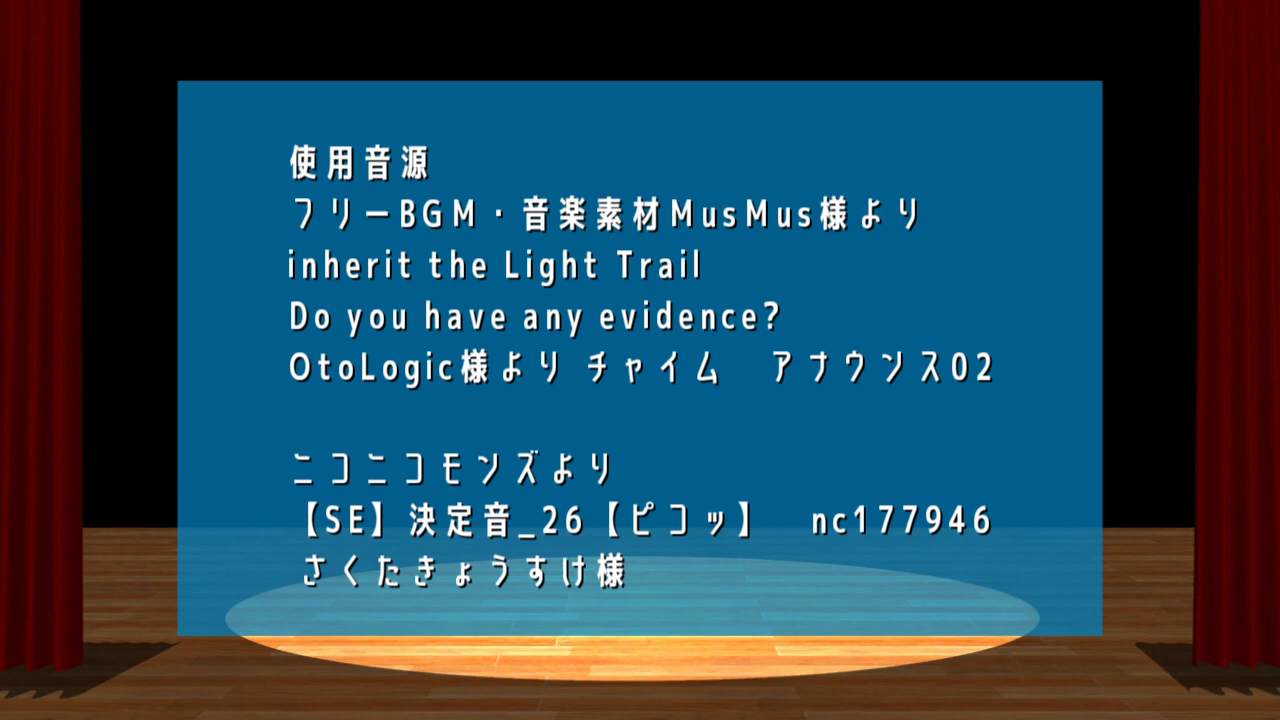 使用音源
フリーBGM・音楽素材MusMus様より
inherit the Light Trail
Do you have any evidence?
OtoLogic様より チャイム　アナウンス02
ニコニコモンズより
【SE】決定音_26【ピコッ】　nc177946
さくたきょうすけ様